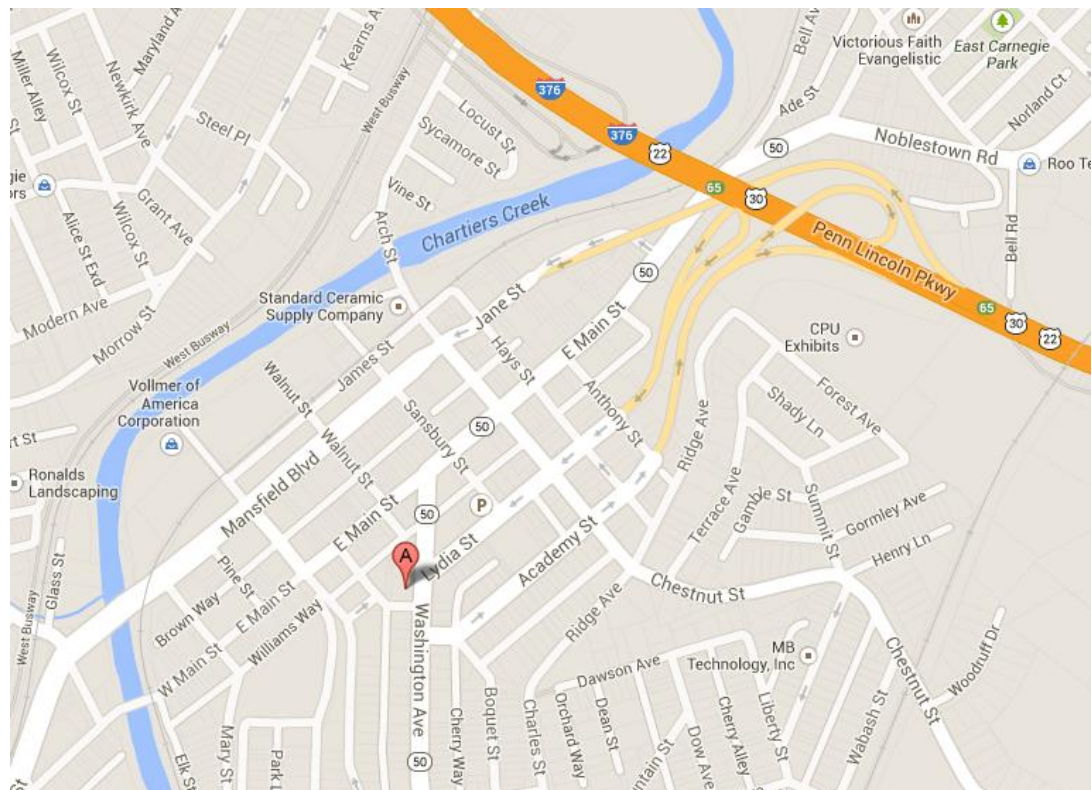 Miller Alley
Wilcox St
Newkirk Ave
Maryland Ave
Kearns A
Bell Av
Victorious Faith
Evangelistic
East Carnegie
Park
376
Norland Ct
Ade St
West Busway
Locust St
Steel Pl
Sycamore St
376
22
50
Noblestown Rd
Roo Te
gie
ors
Grant Ave
Wilcox St
Alice St Exd
Vine St
65
30
Arch St
Chartiers Creek
Penn Lincoln Pkwy
Bell Rd
50
Standard Ceramic
Supply Company
Jane St
65
30
22
Modern Ave
Morrow St
West Busway
James St
Hays St
E Main St
CPU
Exhibits
Vollmer of
America
Corporation
Walnut St
Sansbury St
Anthony St
Ridge Ave
Shady Ln
Forest Ave
rt St
50
Walnut St
Ronalds
Landscaping
Mansfield Blvd
P
Terrace Ave
Gamble St
Summit St
Gormley Ave
E Main St
50
Academy St
Henry Ln
A
Lydia St
Glass St
Pine St
Brown Way
E Main St
Chestnut St
Williams Way
Ridge Ave
Washington Ave
West Busway
W Main St
MB
Technology, Inc
Woodruff Dr
Dawson Ave
Chestnut St
Boquet St
Cherry Way
Charles St
Orchard Way
Dean St
Liberty St
Cherry Alley
Dow Ave
Wabash St
Mary St
Park L
Elk St
50
untain St
St